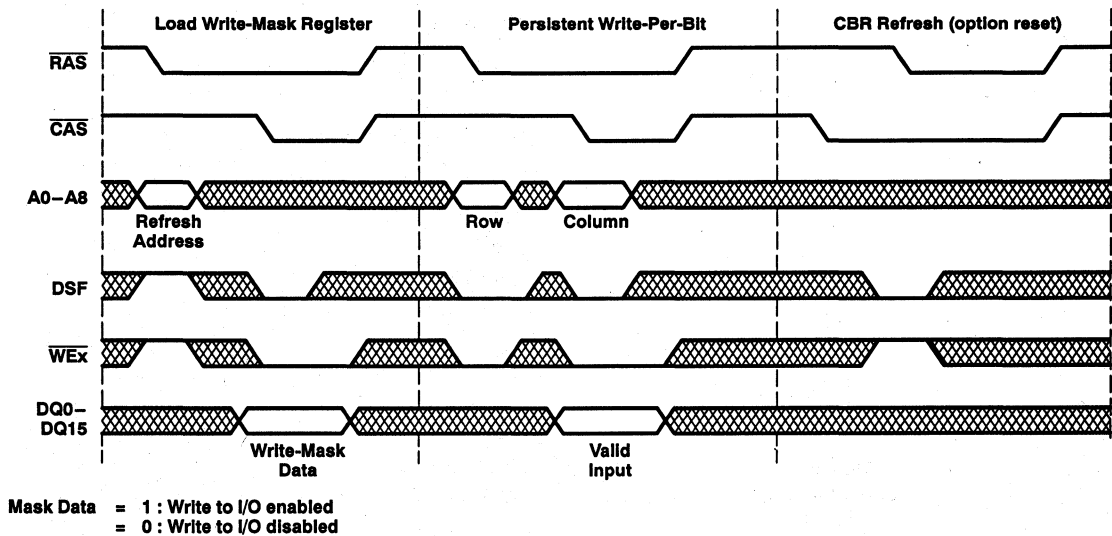 Load Write-Mask Register
Persistent Write-Per-Bit
CBR Refresh (option reset)
RAS
CAS
A0–A8
Refresh
Address
Row
Column
DSF
WEx
DQ0–
DQ15
Write-Mask
Data
Valid
Input
Mask Data = 1 : Write to I/O enabled
= 0 : Write to I/O disabled